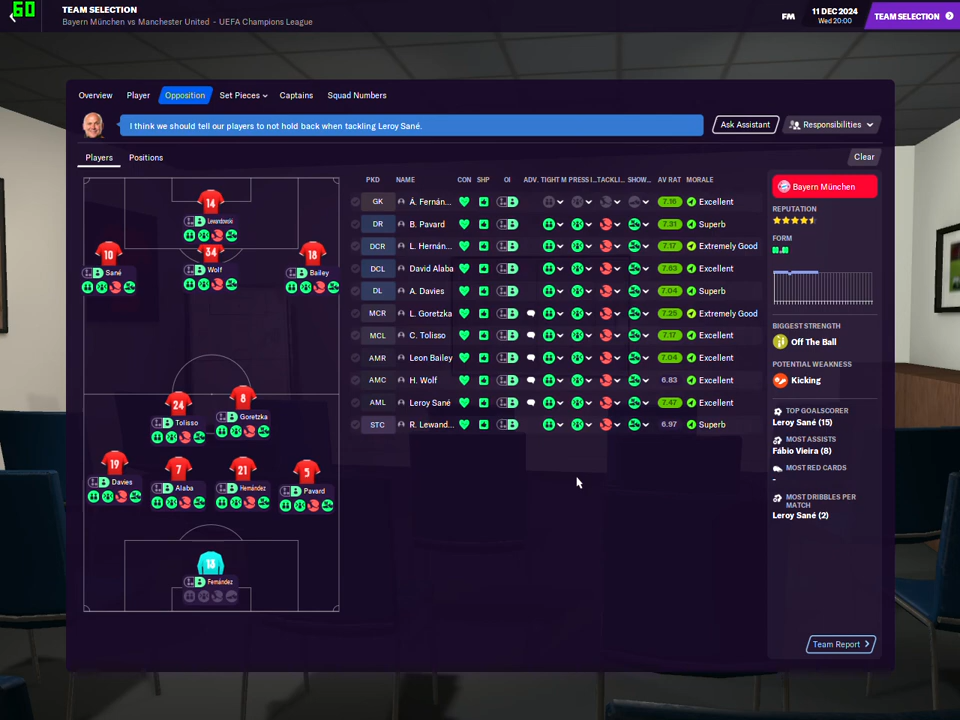 60
TEAM SELECTION
Bayern München vs Manchester United - UEFA Champions League
FM
11 DEC 2024
Wed 20:00
TEAM SELECTION
Overview
Player
Opposition
Set Pieces
Captains
Squad Numbers
I think we should tell our players to not hold back when tackling Leroy Sané.
Ask Assistant
Responsibilities
Players
Positions
Clear
14
Lewandowski
10
Sané
34
Wolf
18
Bailey
24
Tolisso
8
Goretzka
19
Davies
7
Alaba
21
Hernández
5
Pavard
13
Fernández
PKD NAME CON SHP OI ADV. TIGHT M PRESS I... TACKLI... SHOW... AV RAT MORALE
GK Á. Fernán... 7.16 Excellent
DR B. Pavard 7.31 Superb
DCR L. Hernán... 7.17 Extremely Good
DCL David Alaba 7.63 Excellent
DL A. Davies 7.04 Superb
MCR L. Goretzka 7.25 Extremely Good
MCL C. Tolisso 7.17 Excellent
AMR Leon Bailey 7.04 Excellent
AMC H. Wolf 6.83 Excellent
AML Leroy Sané 7.47 Excellent
STC R. Lewand... 6.97 Superb
Bayern München
REPUTATION
FORM
BIGGEST STRENGTH
Off The Ball
POTENTIAL WEAKNESS
Kicking
TOP GOALSCORER
Leroy Sané (15)
MOST ASSISTS
Fábio Vieira (8)
MOST RED CARDS
-
MOST DRIBBLES PER
MATCH
Leroy Sané (2)
Team Report